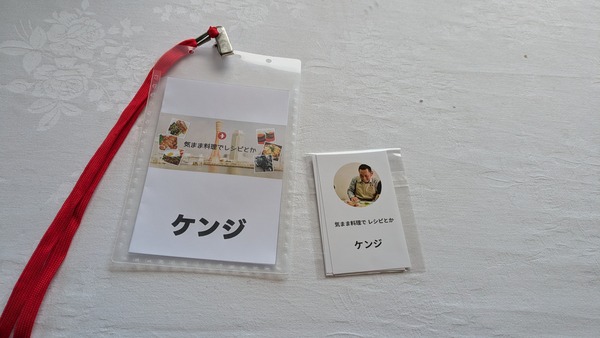 気まま料理でレシピとか
ケンジ
気まま料理で レシピとか
ケンジ